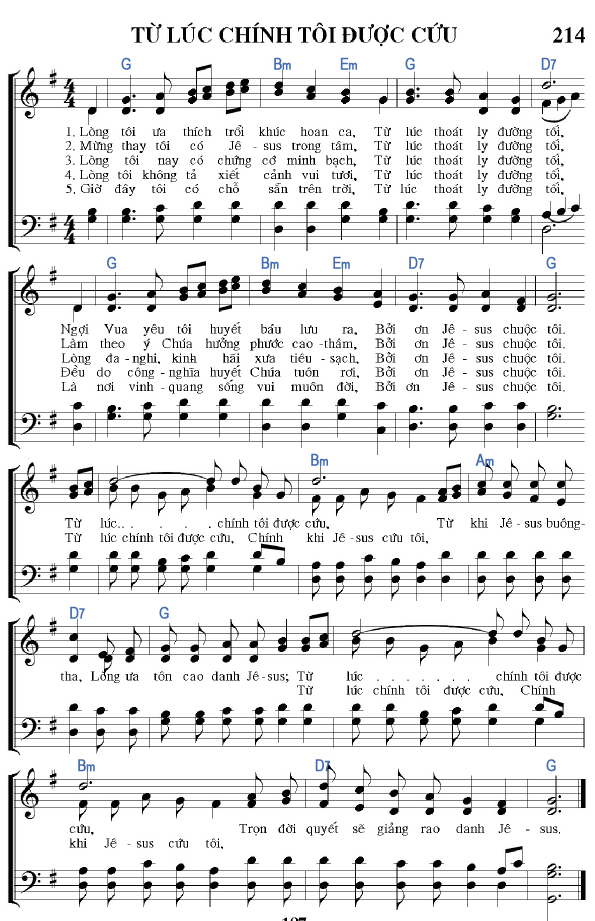 TỪ LÚC CHÍNH TÔI ĐƯỢC CỨU 214
G Bm Em G D7
1. Lòng tôi ưa thích trổi khúc hoan ca, Từ lúc thoát ly đường tối,
2. Mừng thay tôi có Jê-sus trong tâm, Từ lúc thoát ly đường tối,
3. Lòng tôi nay có chứng cớ minh bạch, Từ lúc thoát ly đường tối,
4. Lòng tôi không tả xiết cảnh vui tươi, Từ lúc thoát ly đường tối,
5. Giờ đây tôi có chỗ sẵn trên trời, Từ lúc thoát ly đường tối,
G Bm Em D7 G
Ngợi Vua yêu tôi huyết báu lưu ra, Bởi ơn Jê-sus chuộc tôi.
Làm theo ý Chúa hưởng phước cao-thâm, Bởi ơn Jê-sus chuộc tôi.
Lòng đa-nghi, kinh hãi xưa tiêu-sạch, Bởi ơn Jê-sus chuộc tôi.
Đều do công-nghĩa huyết Chúa tuôn rơi, Bởi ơn Jê-sus chuộc tôi.
Là nơi vinh-quang sống vui muôn đời, Bởi ơn Jê-sus chuộc tôi.
Bm Am
Từ lúc. . . . . . chính tôi được cứu, Từ khi Jê-sus buông-
Từ lúc chính tôi được cứu, Chính khi Jê-sus cứu tôi,
D7 G
tha, Lòng ưa tôn cao danh Jê-sus; Từ lúc . . . . . . chính tôi được
Từ lúc chính tôi được cứu, Chính
Bm D7 G
cứu, Trọn đời quyết sẽ giảng rao danh Jê-sus.
khi Jê-sus cứu tôi,